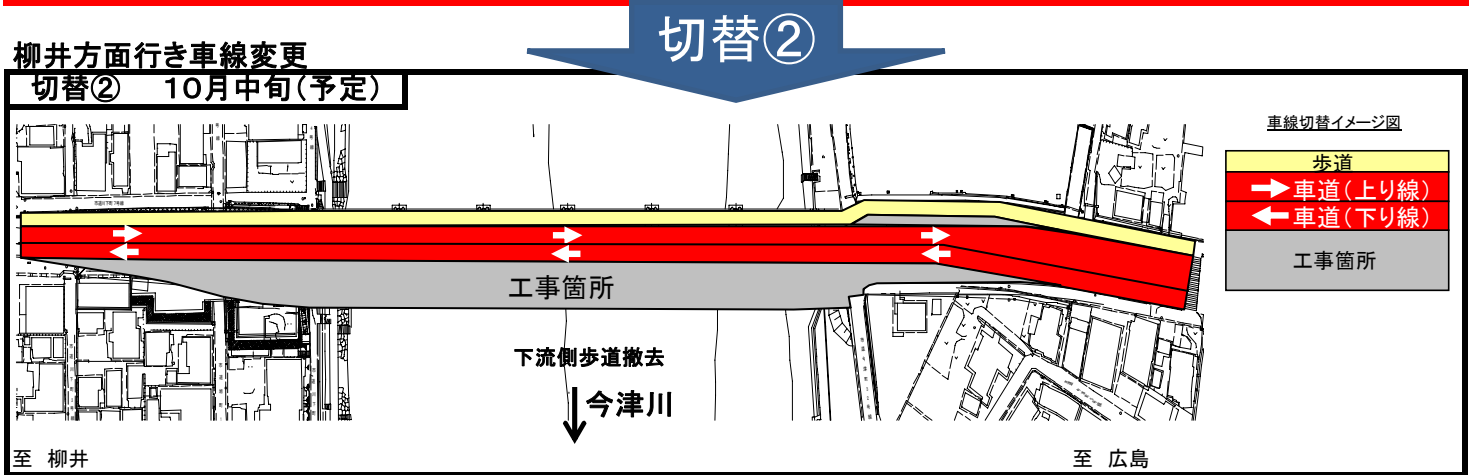 切替②
柳井方面行き車線変更
切替② 10月中旬(予定)
車線切替イメージ図
歩道
車道(上り線)
車道(下り線)
工事箇所
工事箇所
下流側歩道撤去
今津川
至 柳井
至 広島